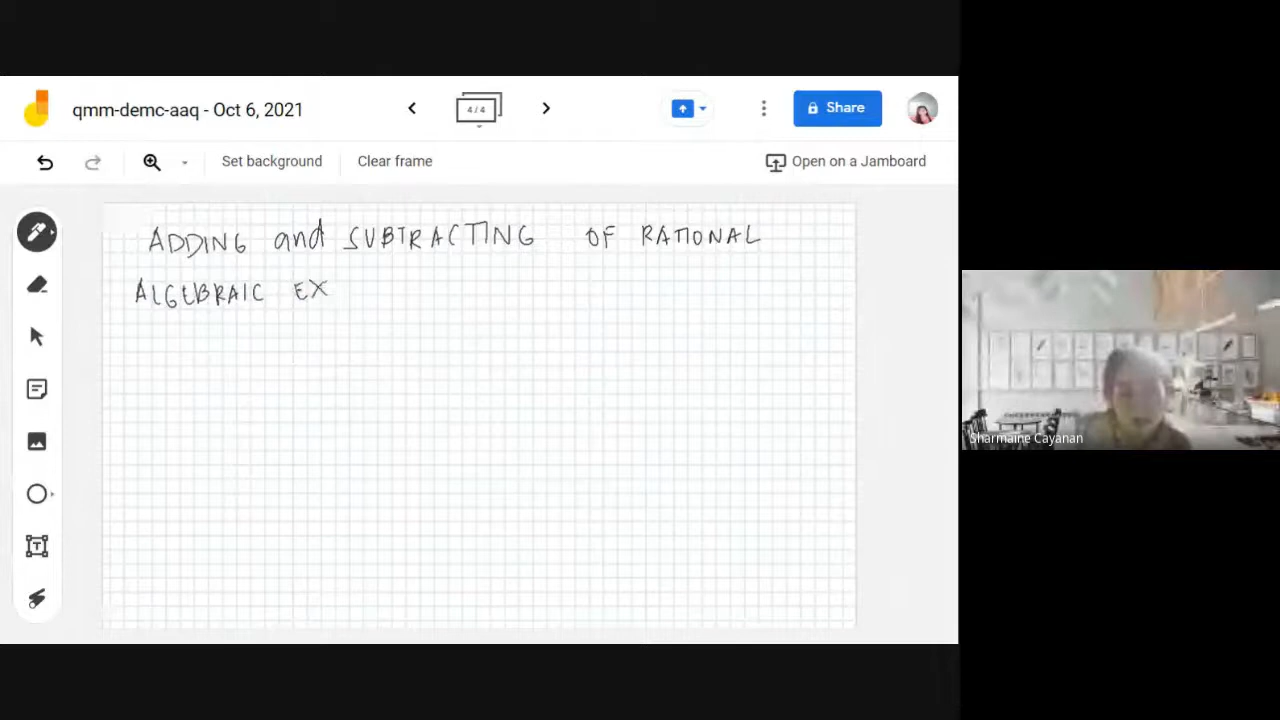 qmm-demc-aaq - Oct 6, 2021
4 / 4
Share
Set background
Clear frame
Open on a Jamboard
ADDING and SUBTRACTING OF RATIONAL
ALGEBRAIC EX
Sharmaine Cayanan